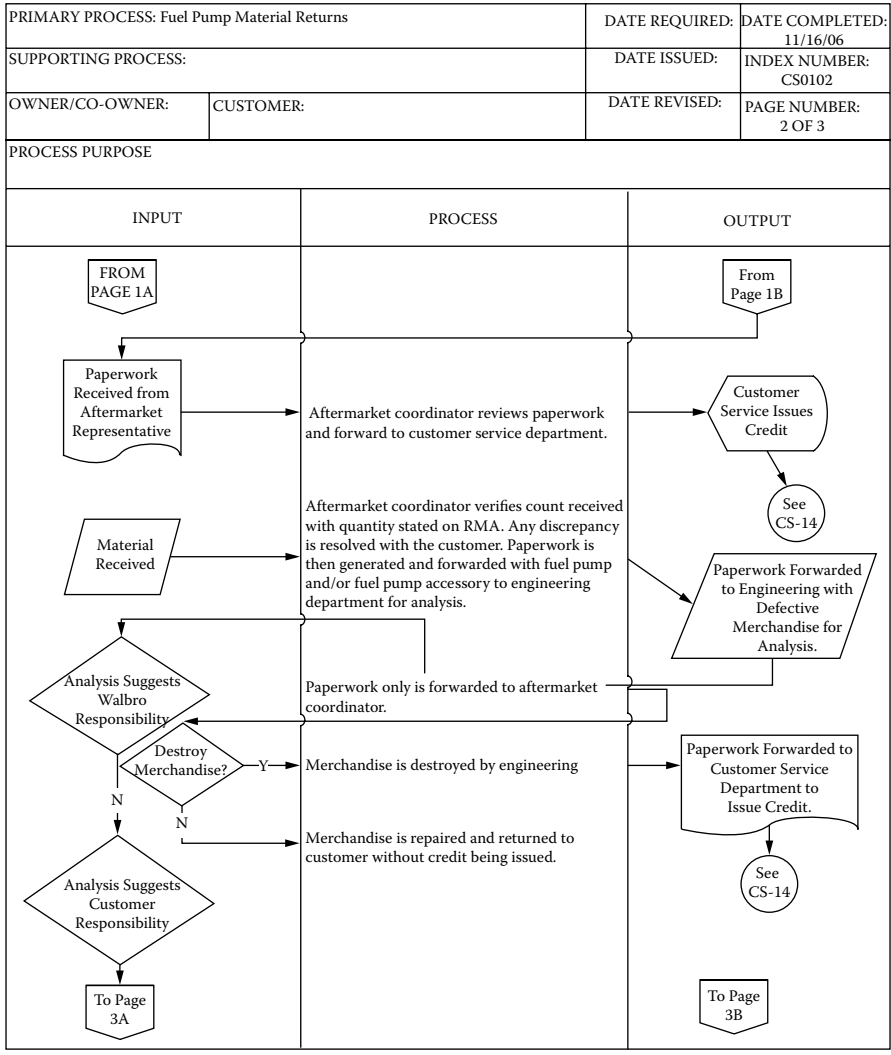 PRIMARY PROCESS: Fuel Pump Material Returns
DATE REQUIRED:
DATE COMPLETED:
11/16/06
SUPPORTING PROCESS:
DATE ISSUED:
INDEX NUMBER:
CS0102
OWNER/CO-OWNER:
CUSTOMER:
DATE REVISED:
PAGE NUMBER:
2 OF 3
PROCESS PURPOSE
INPUT
PROCESS
OUTPUT
FROM
PAGE 1A
From
Page 1B
Paperwork
Received from
Aftermarket
Representative
Aftermarket coordinator reviews paperwork
and forward to customer service department.
Customer
Service Issues
Credit
See
CS-14
Material
Received
Aftermarket coordinator verifies count received
with quantity stated on RMA. Any discrepancy
is resolved with the customer. Paperwork is
then generated and forwarded with fuel pump
and/or fuel pump accessory to engineering
department for analysis.
Paperwork Forwarded
to Engineering with
Defective
Merchandise for
Analysis.
Analysis Suggests
Walbro
Responsibility
Paperwork only is forwarded to aftermarket
coordinator.
Destroy
Merchandise?
Y
Merchandise is destroyed by engineering
Paperwork Forwarded to
Customer Service
Department to
Issue Credit.
N
N
Merchandise is repaired and returned to
customer without credit being issued.
See
CS-14
Analysis Suggests
Customer
Responsibility
To Page
3A
To Page
3B